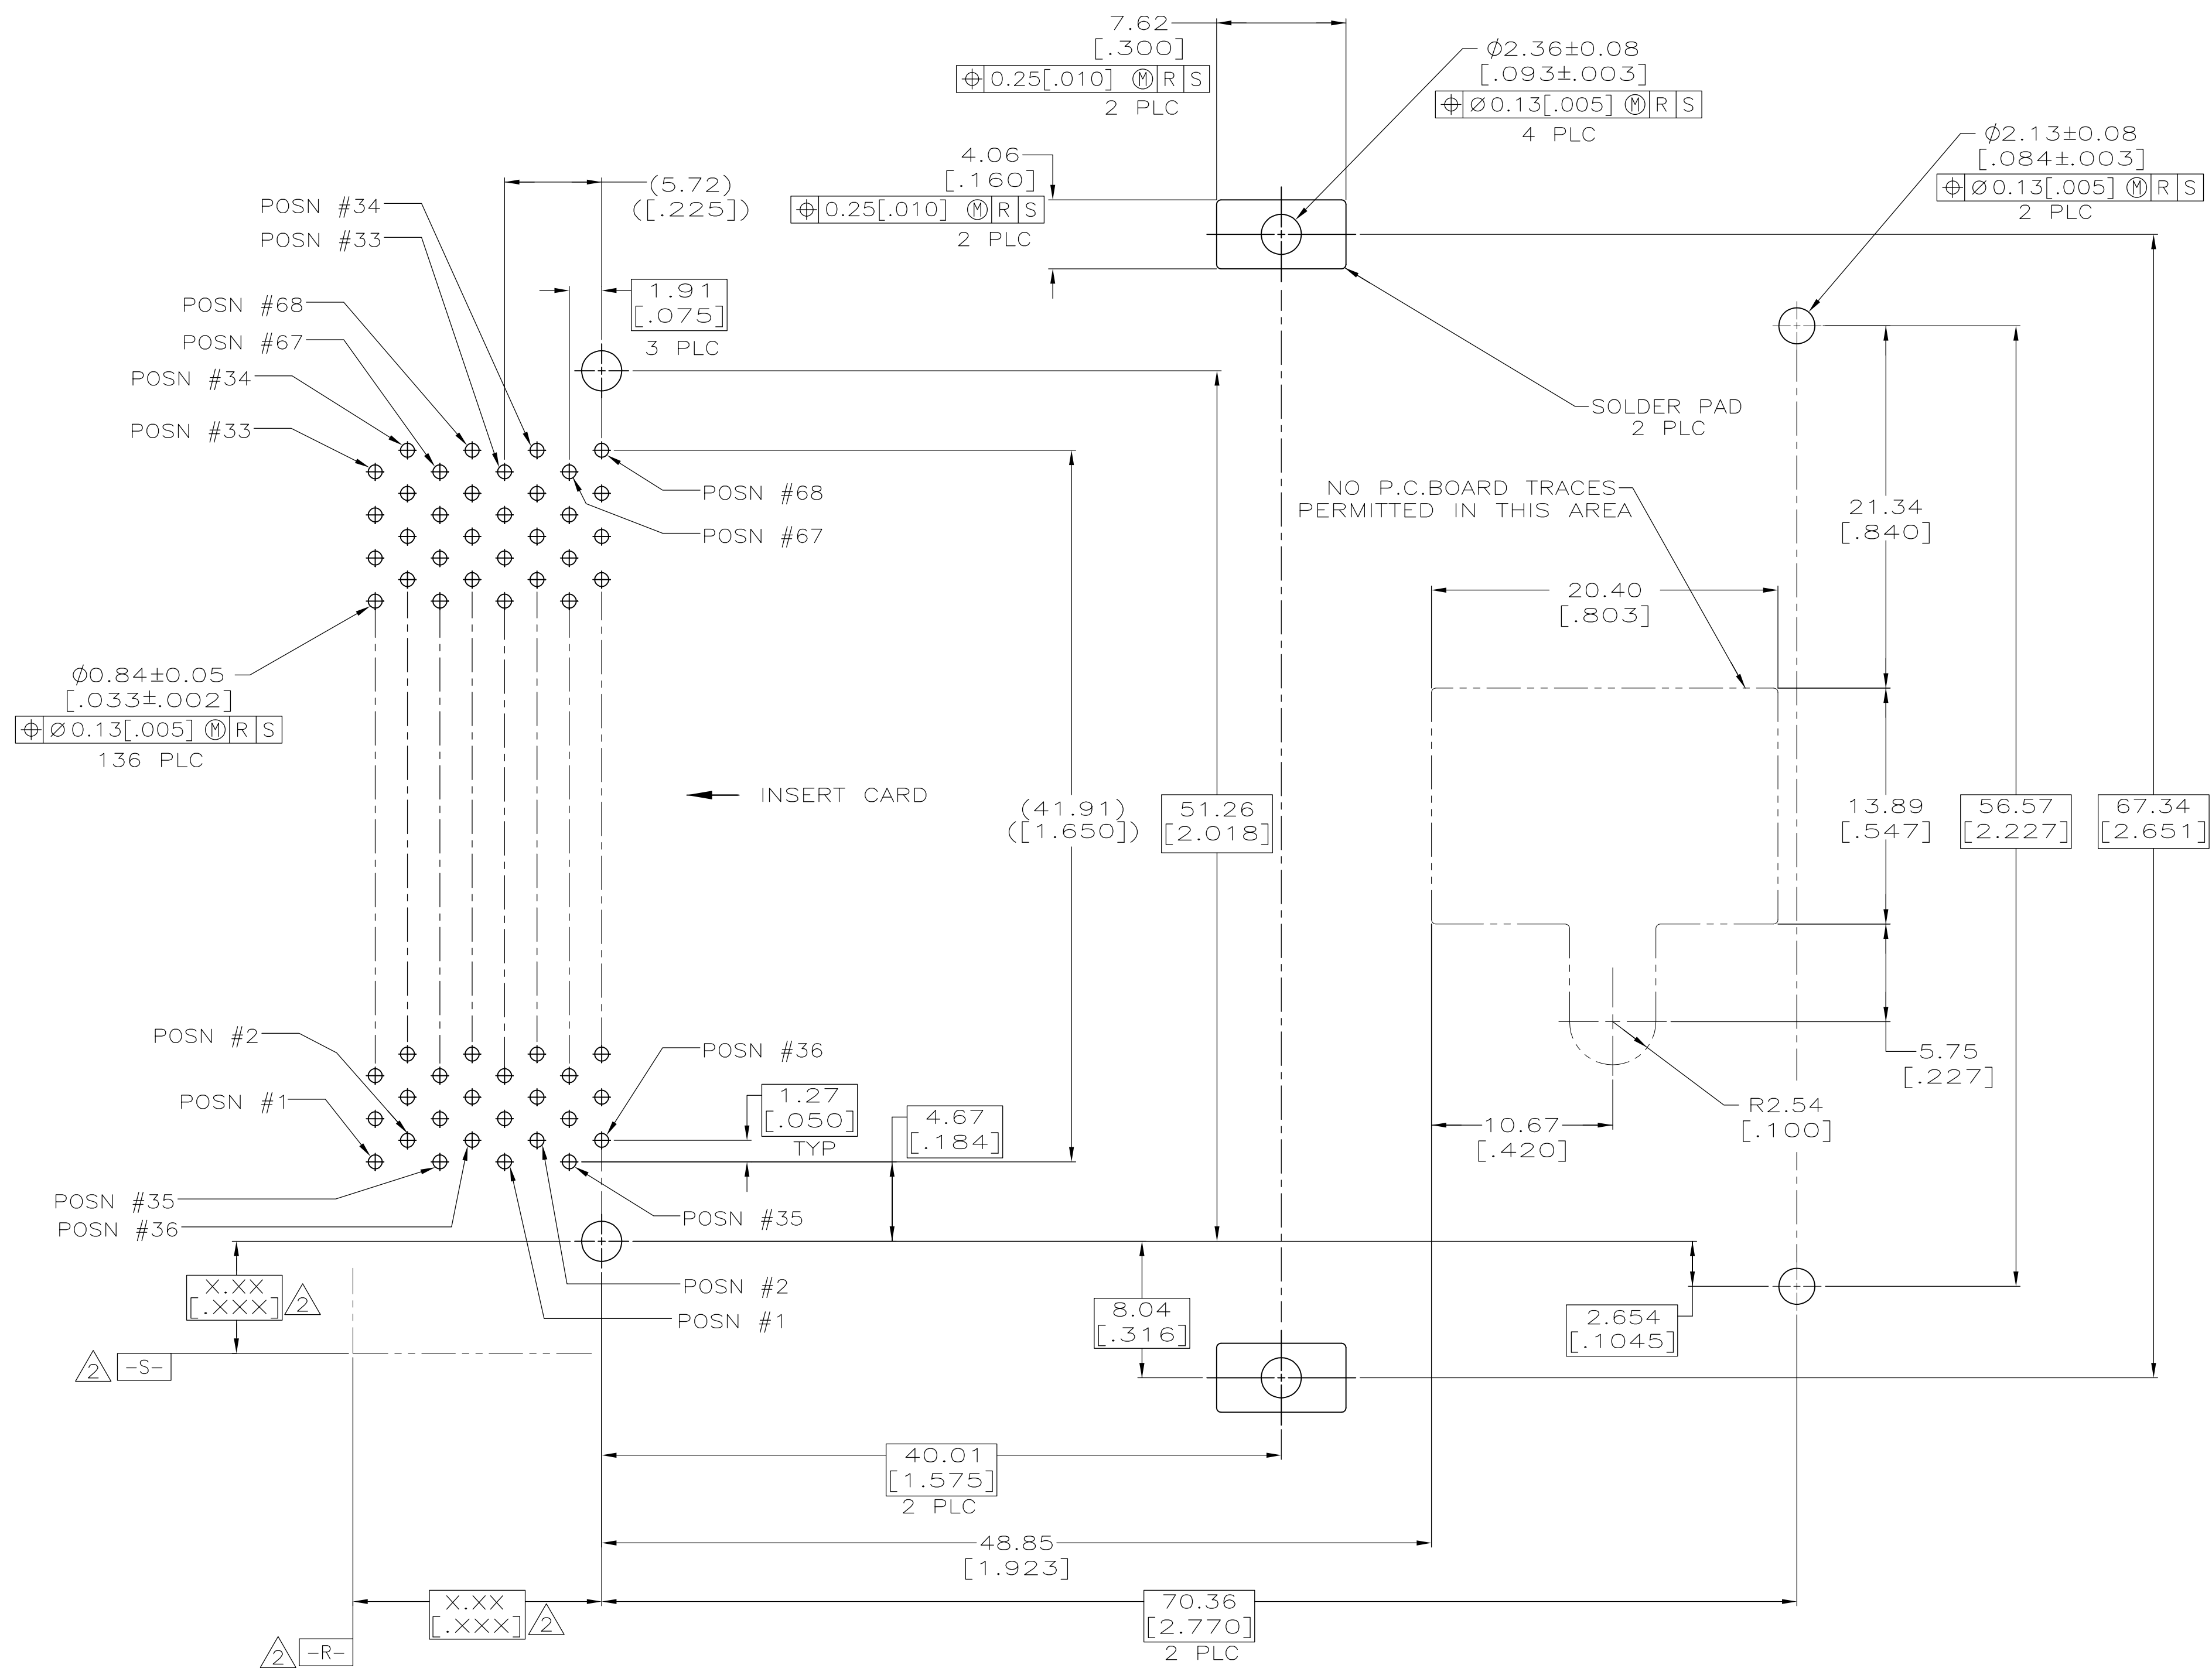 7.62
[.300]
⌖ 0.25[.010] Ⓜ R S
2 PLC
∅2.36±0.08
[.093±.003]
⌖ ∅0.13[.005] Ⓜ R S
4 PLC
∅2.13±0.08
[.084±.003]
⌖ ∅0.13[.005] Ⓜ R S
2 PLC
4.06
[.160]
⌖ 0.25[.010] Ⓜ R S
2 PLC
(5.72)
([.225])
POSN #34
POSN #33
1.91
[.075]
3 PLC
POSN #68
POSN #67
POSN #34
POSN #33
SOLDER PAD
2 PLC
POSN #68
POSN #67
NO P.C.BOARD TRACES
PERMITTED IN THIS AREA
21.34
[.840]
20.40
[.803]
∅0.84±0.05
[.033±.002]
⌖ ∅0.13[.005] Ⓜ R S
136 PLC
INSERT CARD
(41.91)
([1.650])
51.26
[2.018]
13.89
[.547]
56.57
[2.227]
67.34
[2.651]
POSN #2
POSN #1
POSN #36
1.27
[.050]
TYP
4.67
[.184]
5.75
[.227]
R2.54
[.100]
10.67
[.420]
POSN #35
POSN #36
POSN #35
POSN #2
POSN #1
X.XX
[.XXX]
2
8.04
[.316]
2.654
[.1045]
2
-S-
40.01
[1.575]
2 PLC
48.85
[1.923]
X.XX
[.XXX]
2
70.36
[2.770]
2 PLC
2
-R-